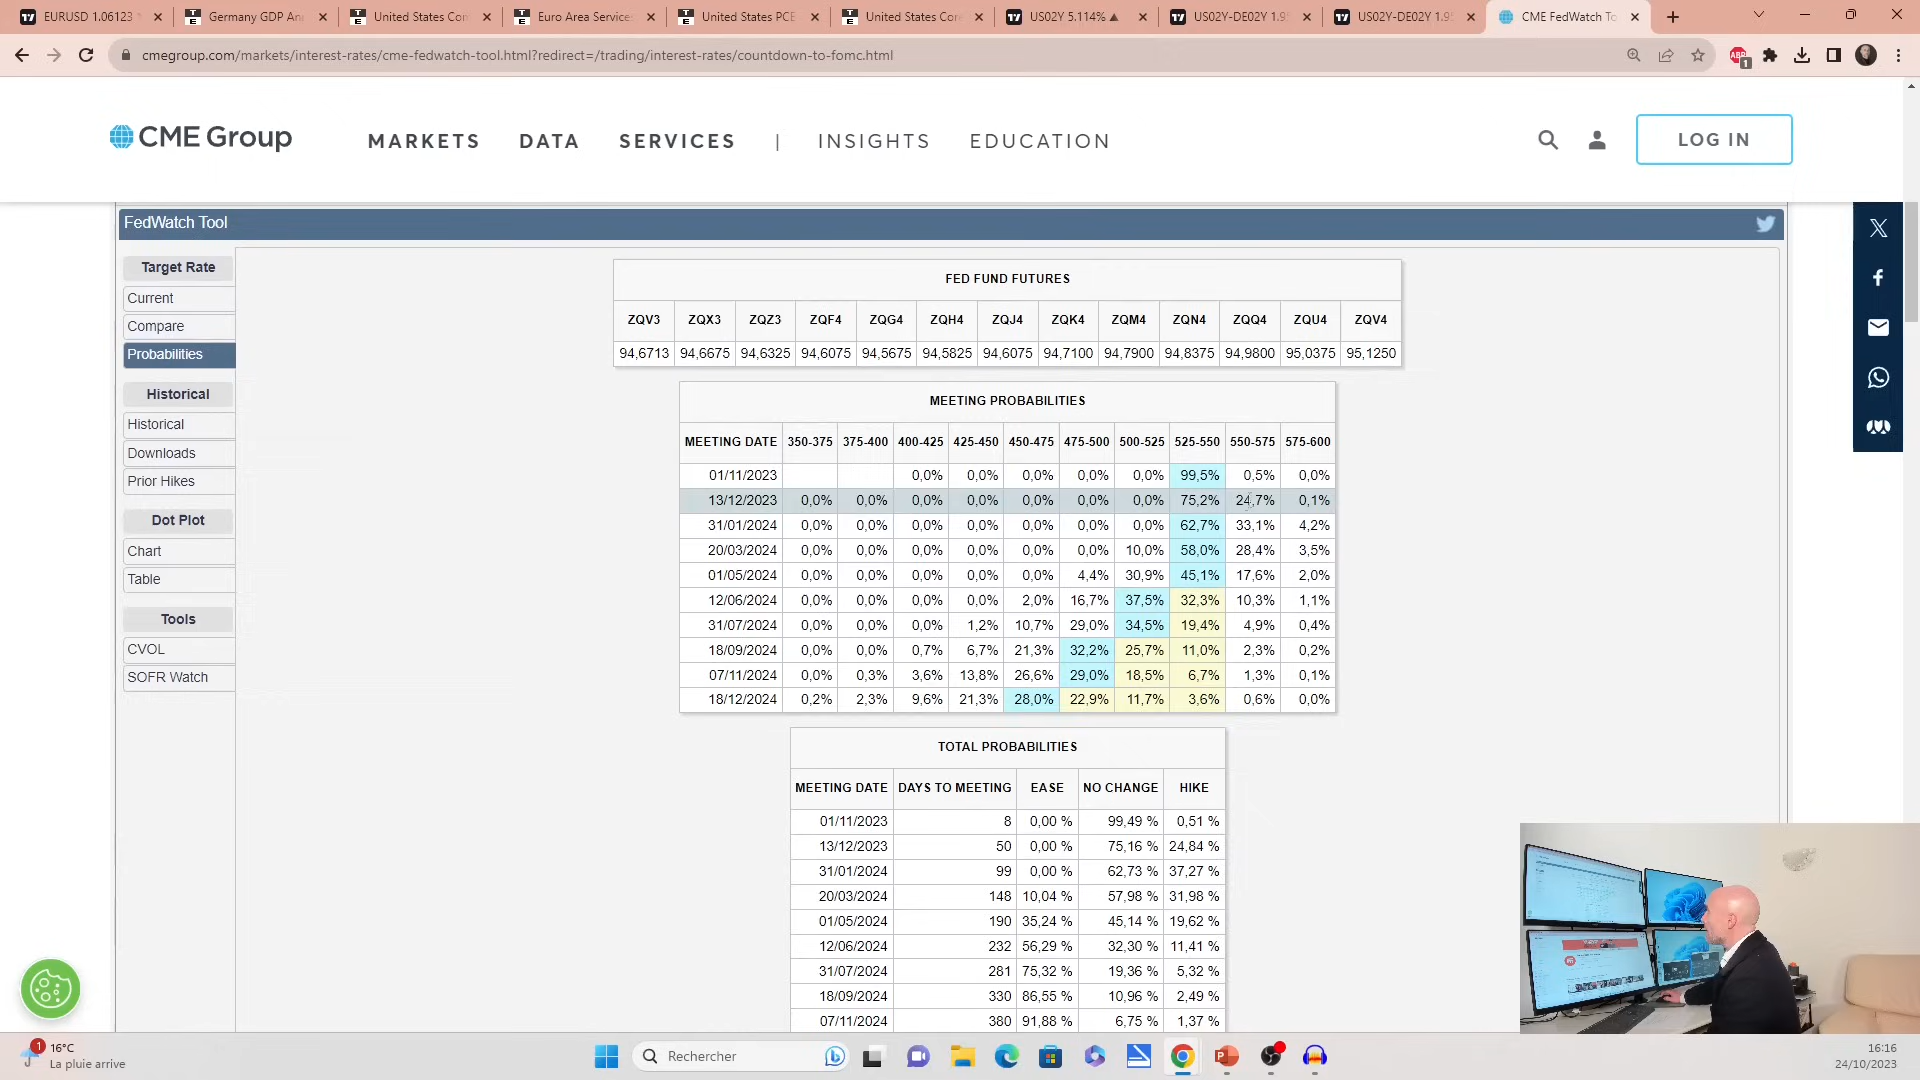 EURUSD 1.06123
Germany GDP An
United States Con
Euro Area Service
United States PCE
United States Cor
US02Y 5.114% ▲
US02Y-DE02Y 1.9
US02Y-DE02Y 1.9
CME FedWatch To
cmegroup.com/markets/interest-rates/cme-fedwatch-tool.html?redirect=/trading/interest-rates/countdown-to-fomc.html
ABP 1
CME Group MARKETS DATA SERVICES | INSIGHTS EDUCATION LOG IN
FedWatch Tool
Target Rate
Current
Compare
Probabilities
Historical
Historical
Downloads
Prior Hikes
Dot Plot
Chart
Table
Tools
CVOL
SOFR Watch
FED FUND FUTURES
ZQV3 ZQX3 ZQZ3 ZQF4 ZQG4 ZQH4 ZQJ4 ZQK4 ZQM4 ZQN4 ZQQ4 ZQU4 ZQV4
94,6713 94,6675 94,6325 94,6075 94,5675 94,5825 94,6075 94,7100 94,7900 94,8375 94,9800 95,0375 95,1250
MEETING PROBABILITIES
MEETING DATE 350-375 375-400 400-425 425-450 450-475 475-500 500-525 525-550 550-575 575-600
01/11/2023 0,0% 0,0% 0,0% 0,0% 0,0% 99,5% 0,5% 0,0%
13/12/2023 0,0% 0,0% 0,0% 0,0% 0,0% 0,0% 0,0% 75,2% 24,7% 0,1%
31/01/2024 0,0% 0,0% 0,0% 0,0% 0,0% 0,0% 0,0% 62,7% 33,1% 4,2%
20/03/2024 0,0% 0,0% 0,0% 0,0% 0,0% 0,0% 10,0% 58,0% 28,4% 3,5%
01/05/2024 0,0% 0,0% 0,0% 0,0% 0,0% 4,4% 30,9% 45,1% 17,6% 2,0%
12/06/2024 0,0% 0,0% 0,0% 0,0% 2,0% 16,7% 37,5% 32,3% 10,3% 1,1%
31/07/2024 0,0% 0,0% 0,0% 1,2% 10,7% 29,0% 34,5% 19,4% 4,9% 0,4%
18/09/2024 0,0% 0,0% 0,7% 6,7% 21,3% 32,2% 25,7% 11,0% 2,3% 0,2%
07/11/2024 0,0% 0,3% 3,6% 13,8% 26,6% 29,0% 18,5% 6,7% 1,3% 0,1%
18/12/2024 0,2% 2,3% 9,6% 21,3% 28,0% 22,9% 11,7% 3,6% 0,6% 0,0%
TOTAL PROBABILITIES
MEETING DATE DAYS TO MEETING EASE NO CHANGE HIKE
01/11/2023 8 0,00 % 99,49 % 0,51 %
13/12/2023 50 0,00 % 75,16 % 24,84 %
31/01/2024 99 0,00 % 62,73 % 37,27 %
20/03/2024 148 10,04 % 57,98 % 31,98 %
01/05/2024 190 35,24 % 45,14 % 19,62 %
12/06/2024 232 56,29 % 32,30 % 11,41 %
31/07/2024 281 75,32 % 19,36 % 5,32 %
18/09/2024 330 86,55 % 10,96 % 2,49 %
07/11/2024 380 91,88 % 6,75 % 1,37 %
1 16°C
La pluie arrive
Rechercher
16:16
24/10/2023